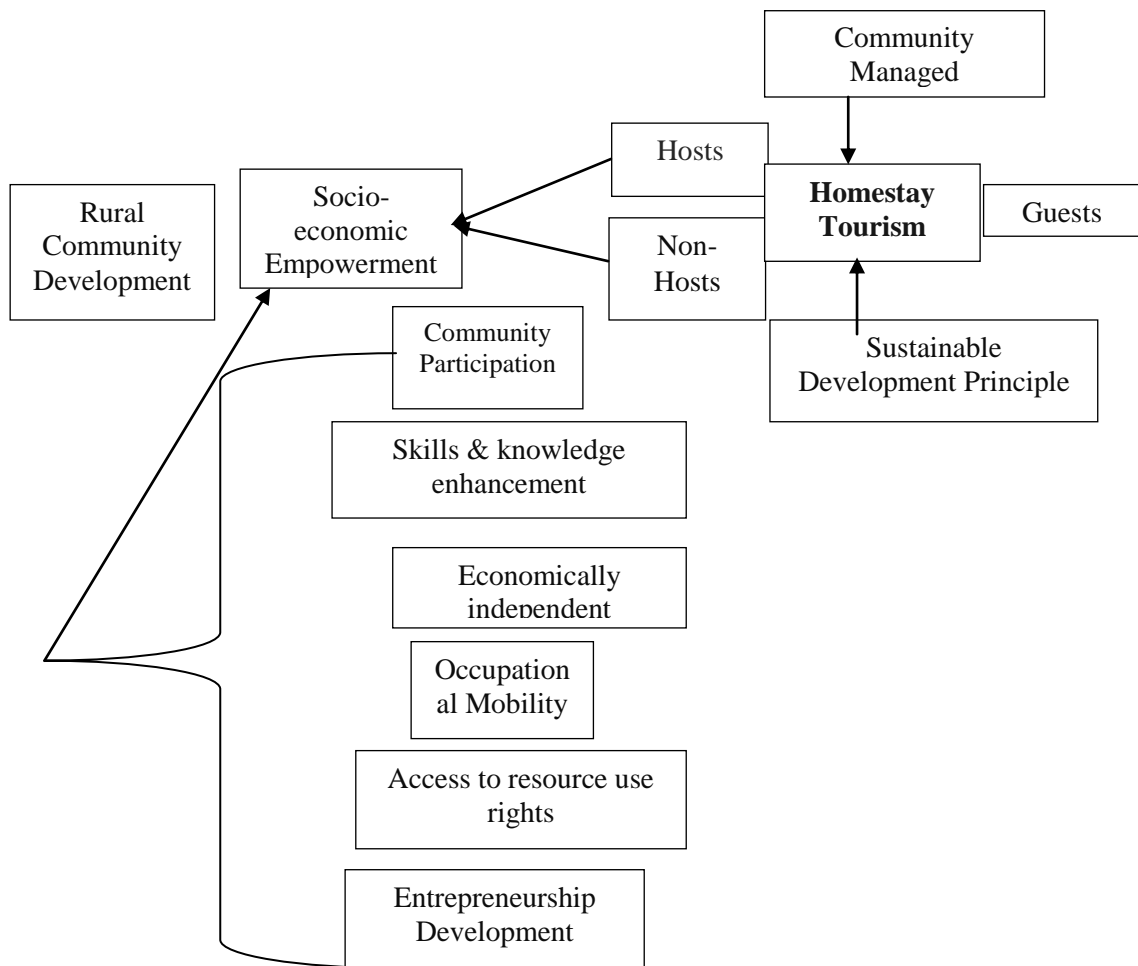 Community
Managed
Hosts
Homestay
Tourism
Guests
Non-
Hosts
Socio-
economic
Empowerment
Rural
Community
Development
Sustainable
Development Principle
Community
Participation
Skills & knowledge
enhancement
Economically
independent
Occupation
al Mobility
Access to resource use
rights
Entrepreneurship
Development